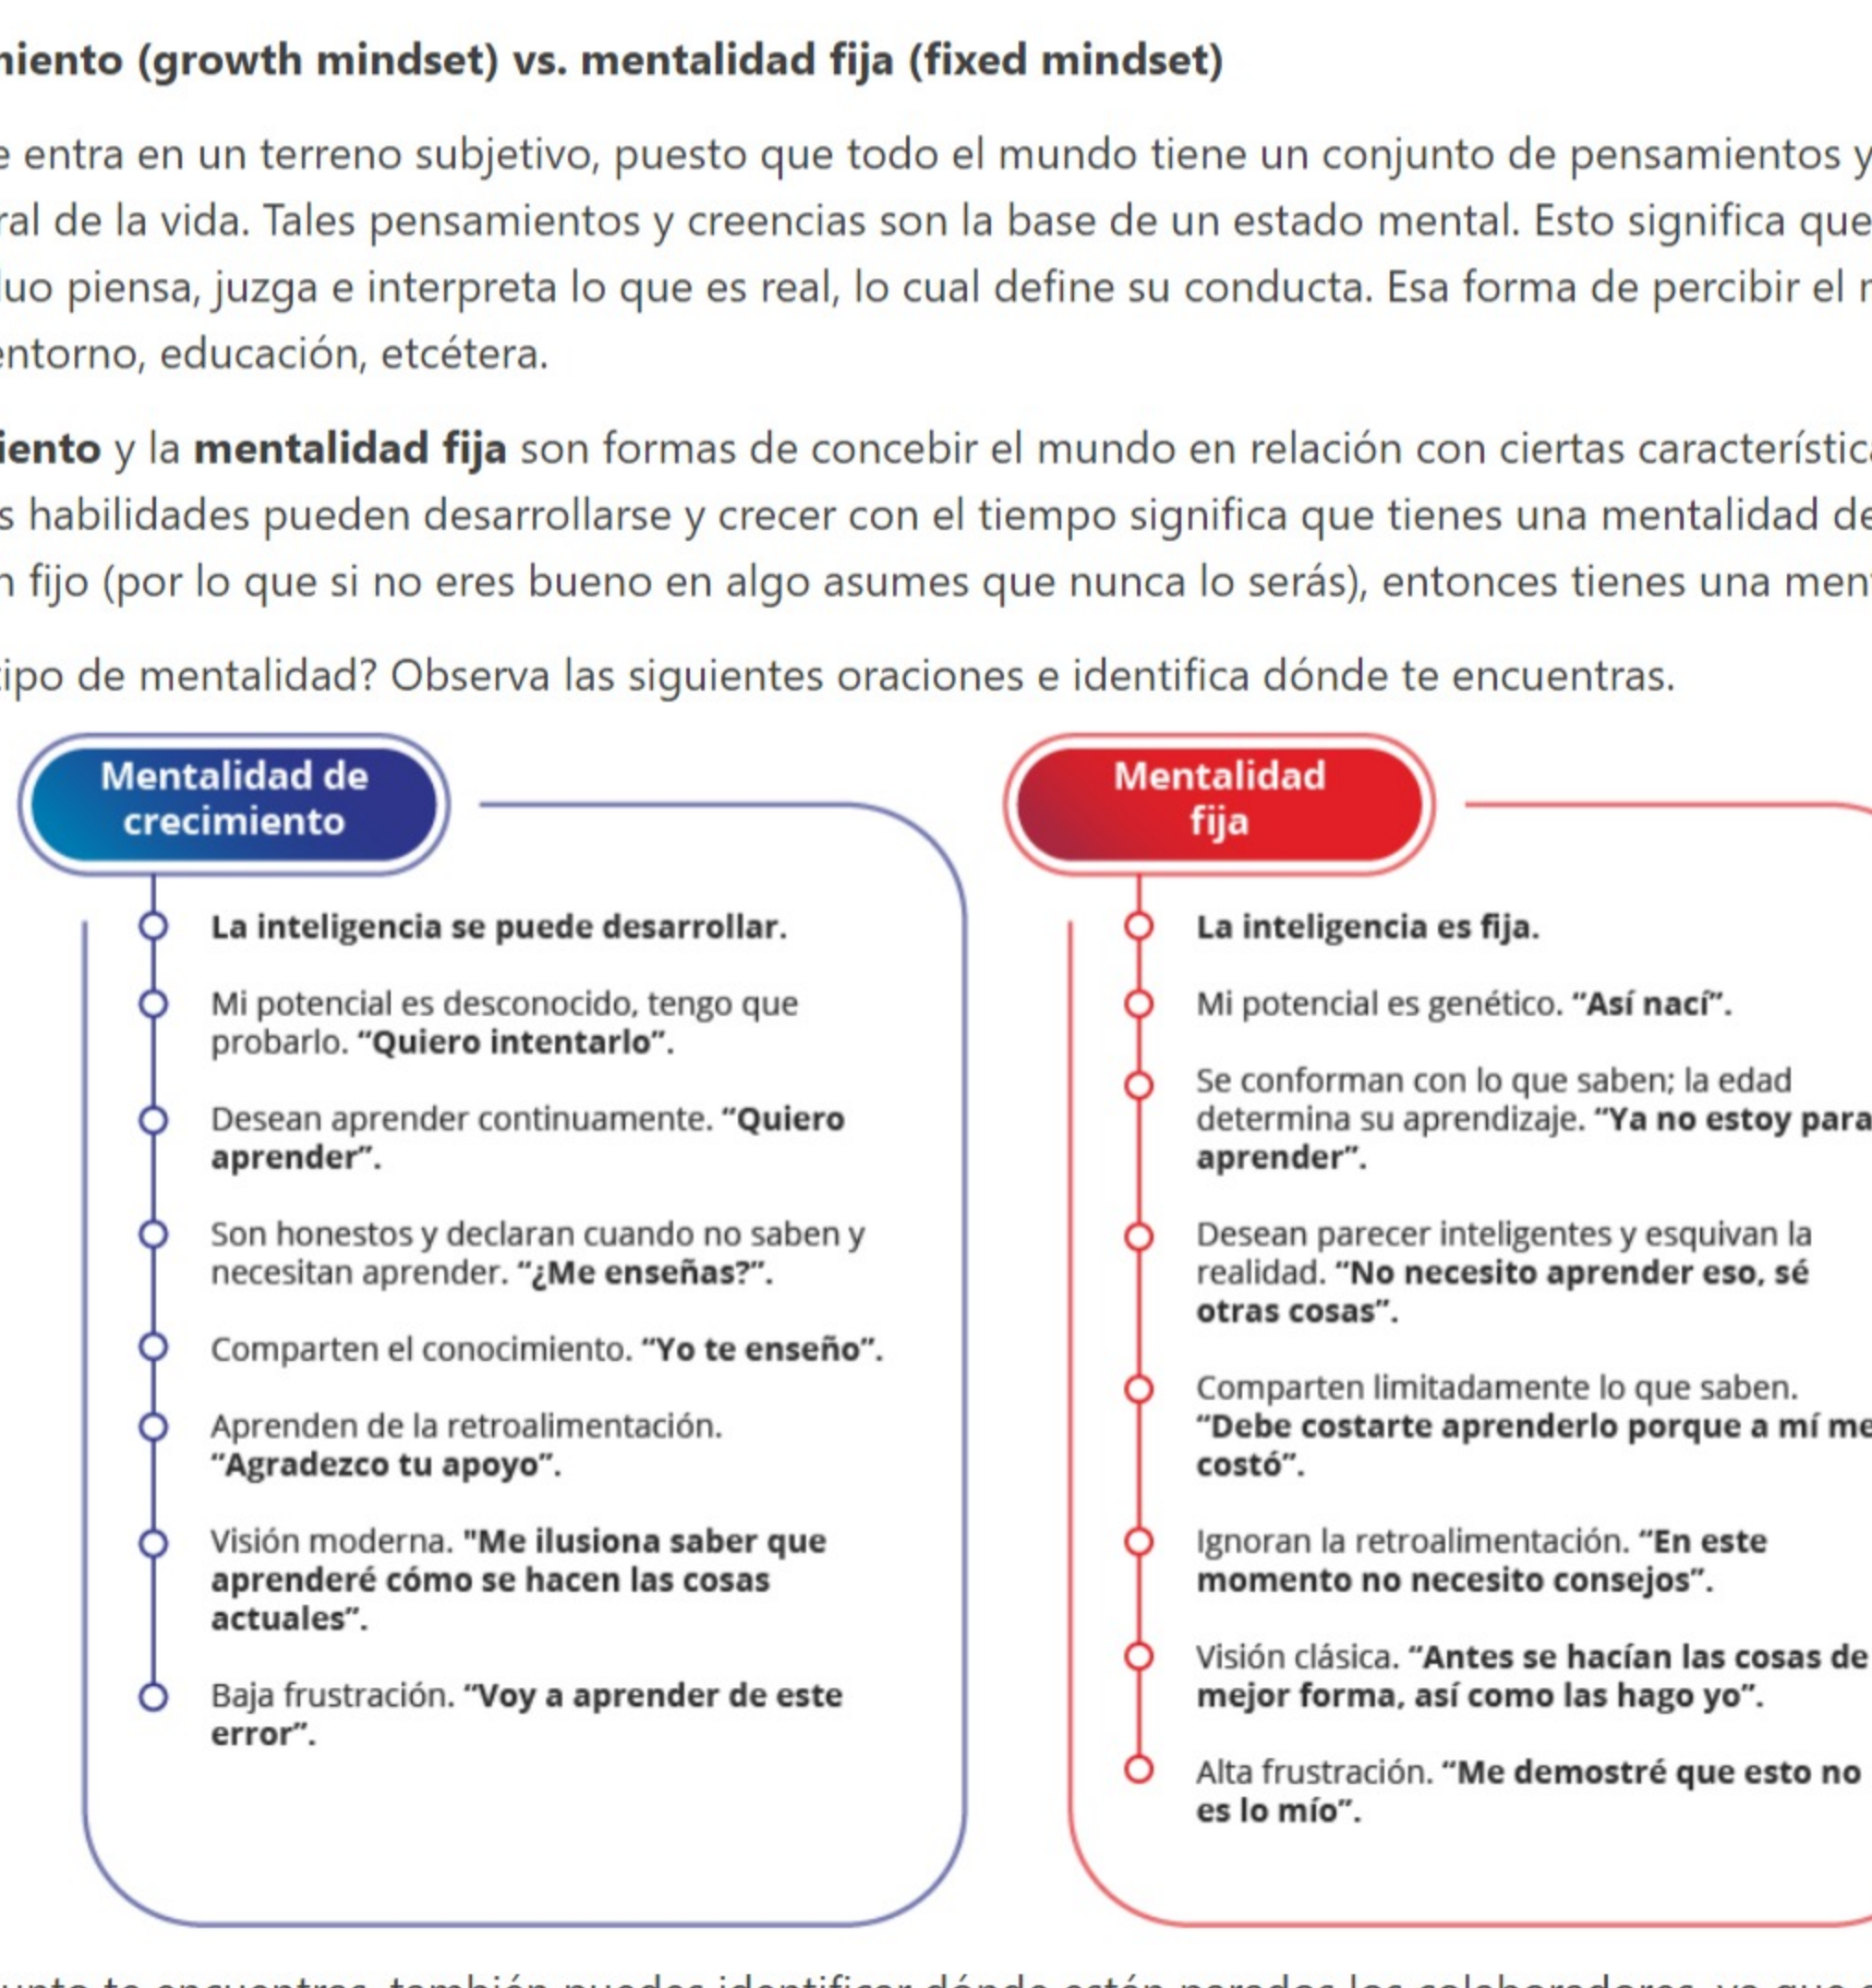 miento (growth mindset) vs. mentalidad fija (fixed mindset)
e entra en un terreno subjetivo, puesto que todo el mundo tiene un conjunto de pensamientos y
ral de la vida. Tales pensamientos y creencias son la base de un estado mental. Esto significa que
duo piensa, juzga e interpreta lo que es real, lo cual define su conducta. Esa forma de percibir el
entorno, educación, etcétera.
iento y la mentalidad fija son formas de concebir el mundo en relación con ciertas característica
s habilidades pueden desarrollarse y crecer con el tiempo significa que tienes una mentalidad de
n fijo (por lo que si no eres bueno en algo asumes que nunca lo serás), entonces tienes una men
tipo de mentalidad? Observa las siguientes oraciones e identifica dónde te encuentras.
Mentalidad de
crecimiento
La inteligencia se puede desarrollar.
Mi potencial es desconocido, tengo que
probarlo. “Quiero intentarlo”.
Desean aprender continuamente. “Quiero
aprender”.
Son honestos y declaran cuando no saben y
necesitan aprender. “¿Me enseñas?”.
Comparten el conocimiento. “Yo te enseño”.
Aprenden de la retroalimentación.
“Agradezco tu apoyo”.
Visión moderna. "Me ilusiona saber que
aprenderé cómo se hacen las cosas
actuales”.
Baja frustración. “Voy a aprender de este
error”.
Mentalidad
fija
La inteligencia es fija.
Mi potencial es genético. “Así nací”.
Se conforman con lo que saben; la edad
determina su aprendizaje. “Ya no estoy para
aprender”.
Desean parecer inteligentes y esquivan la
realidad. “No necesito aprender eso, sé
otras cosas”.
Comparten limitadamente lo que saben.
“Debe costarte aprenderlo porque a mí me
costó”.
Ignoran la retroalimentación. “En este
momento no necesito consejos”.
Visión clásica. “Antes se hacían las cosas de
mejor forma, así como las hago yo”.
Alta frustración. “Me demostré que esto no
es lo mío”.
te encuentras, también puedes identificar dónde están parados los colaboradores, ya que